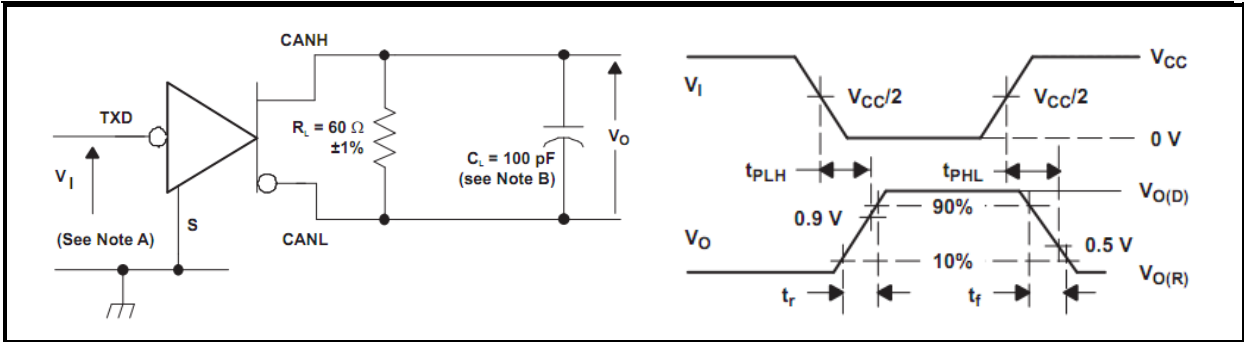 CANH
TXD
R_L = 60 Ω
±1%
V_O
C_L = 100 pF
(see Note B)
V_I
S
(See Note A)
CANL
V_CC
V_I
V_CC/2
V_CC/2
0 V
t_PLH
t_PHL
V_O(D)
90%
0.9 V
V_O
0.5 V
10%
V_O(R)
t_r
t_f